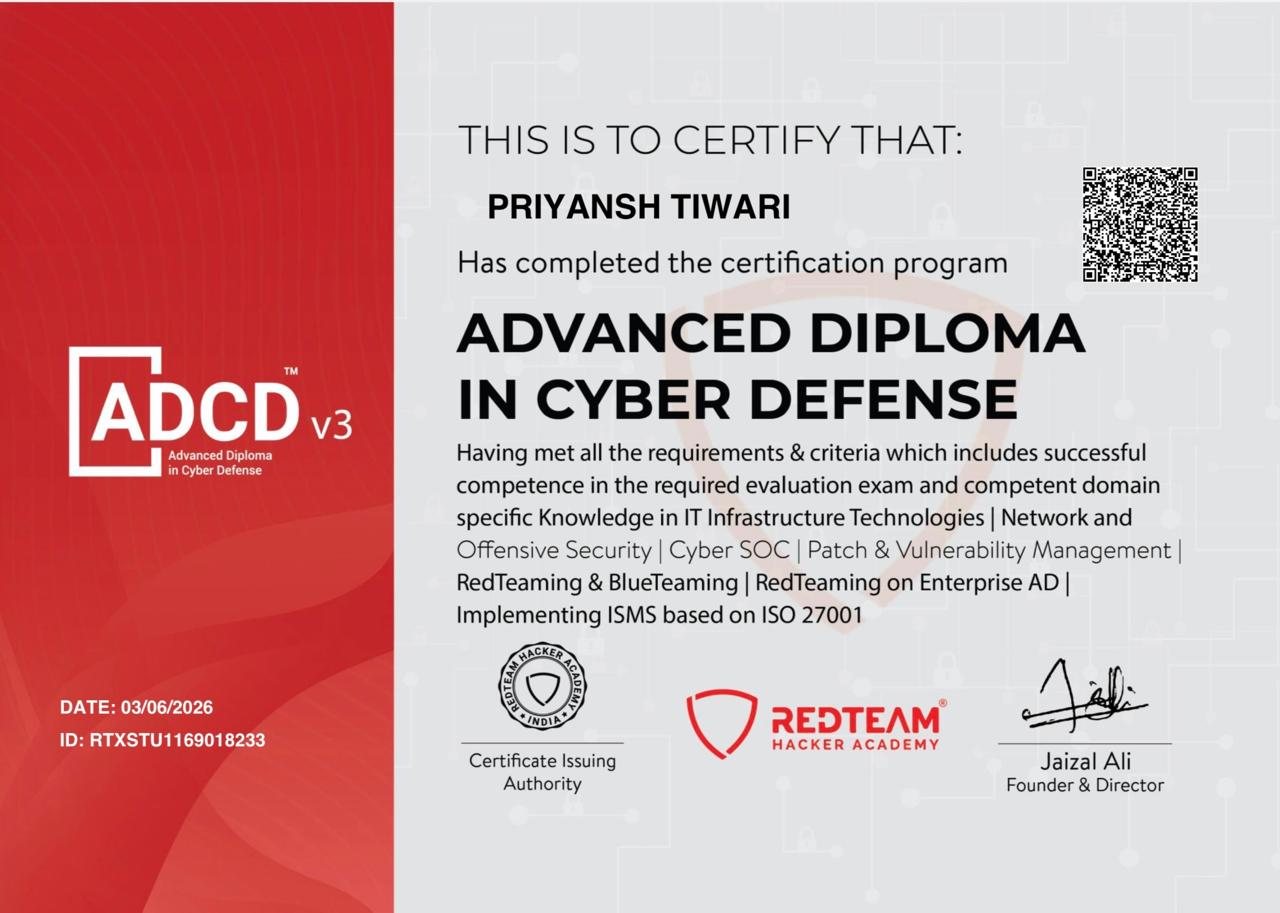 THIS IS TO CERTIFY THAT:
PRIYANSH TIWARI
Has completed the certification program
ADVANCED DIPLOMA
IN CYBER DEFENSE
Having met all the requirements & criteria which includes successful
competence in the required evaluation exam and competent domain
specific Knowledge in IT Infrastructure Technologies | Network and
Offensive Security | Cyber SOC | Patch & Vulnerability Management |
RedTeaming & BlueTeaming | RedTeaming on Enterprise AD |
Implementing ISMS based on ISO 27001
ADCD™ v3
Advanced Diploma
in Cyber Defense
DATE: 03/06/2026
ID: RTXSTU1169018233
REDTEAM HACKER ACADEMY
* INDIA *
Certificate Issuing
Authority
REDTEAM®
HACKER ACADEMY
Jaizal Ali
Founder & Director